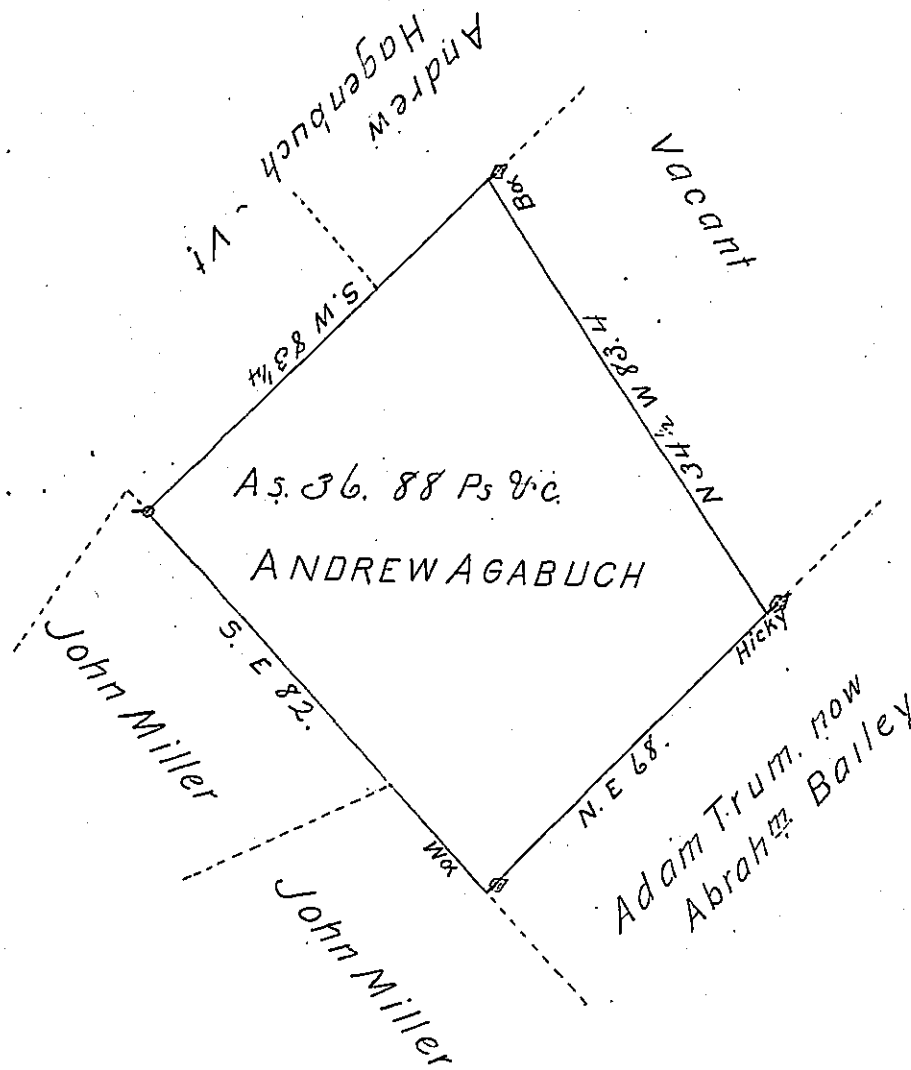 Andrew
Hagenbuch
Vt
Vacant
Bo
S. W 83¼
N 34½ W 83.4
As. 36. 88 Ps &c.
ANDREW AGABUCH
S. E 82.
John Miller
Hicky
N. E 68.
Wo
John Miller
Adam Trum. now
Abrahm Bailey